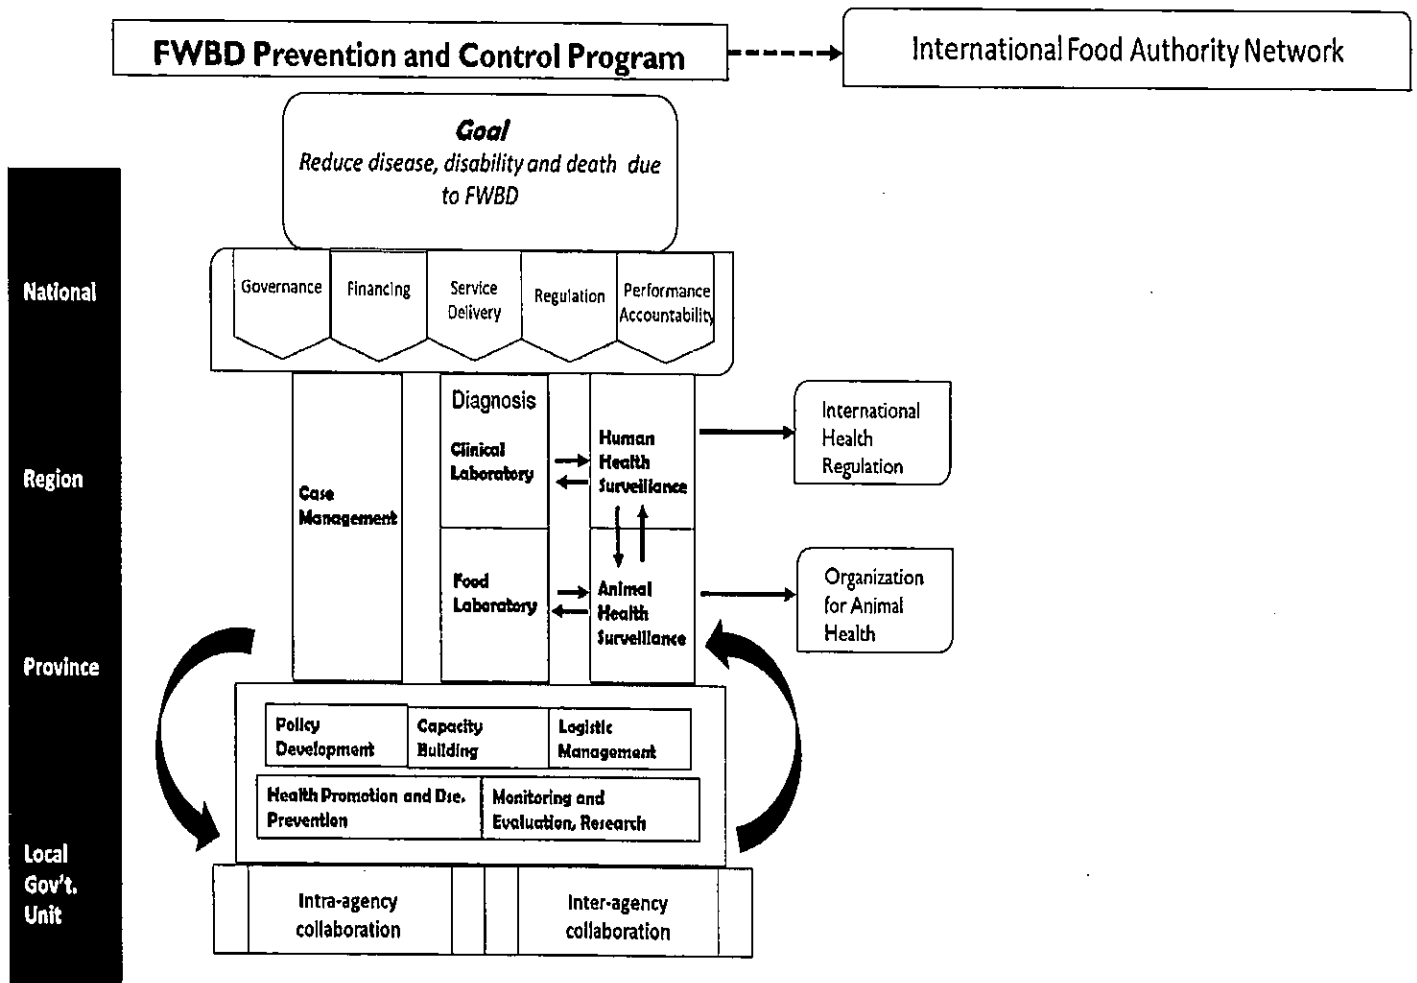 FWBD Prevention and Control Program
International Food Authority Network
Goal
Reduce disease, disability and death due
to FWBD
National
Region
Province
Local
Gov't.
Unit
Governance
Financing
Service
Delivery
Regulation
Performance
Accountability
Case
Management
Diagnosis
Clinical
Laboratory
Food
Laboratory
Human
Health
Surveillance
Animal
Health
Surveillance
International
Health
Regulation
Organization
for Animal
Health
Policy
Development
Capacity
Building
Logistic
Management
Health Promotion and Dse.
Prevention
Monitoring and
Evaluation, Research
Intra-agency
collaboration
Inter-agency
collaboration